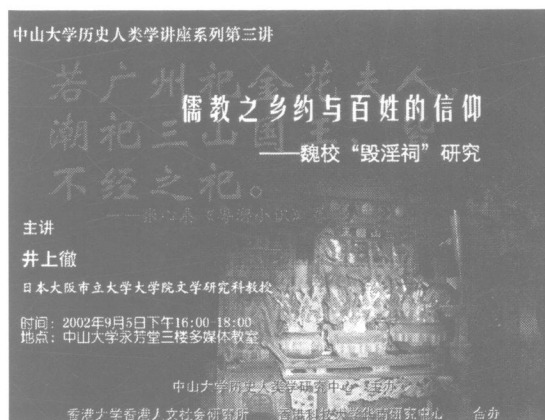 中山大学历史人类学讲座系列第三讲
若广州祀金花夫人，
潮祀三山国王，皆
不经之祀。
儒教之乡约与百姓的信仰
——魏校“毁淫祠”研究
主讲
井上徹
日本大阪市立大学大学院文学研究科教授
时间：2002年9月5日下午16:00-18:00
地点：中山大学永芳堂三楼多媒体教室
中山大学历史人类学研究中心（主办）
香港大学香港人文社会研究所 香港科技大学华南研究中心 合办